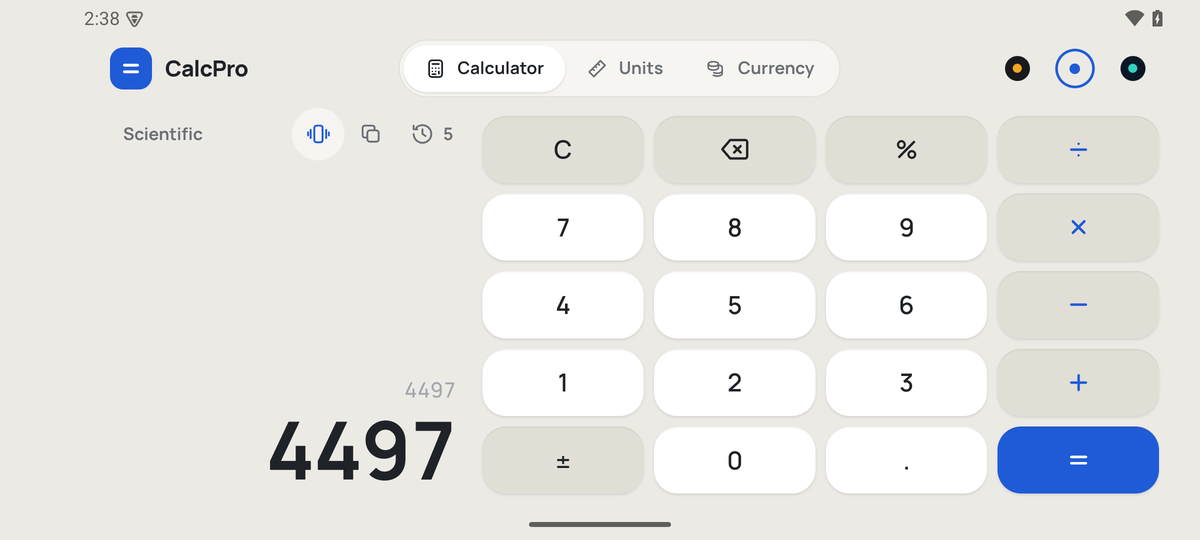 2:38
CalcPro
Calculator Units Currency
Scientific 5
C % ÷
7 8 9 ×
4 5 6 −
4497
1 2 3 +
4497
± 0 . =